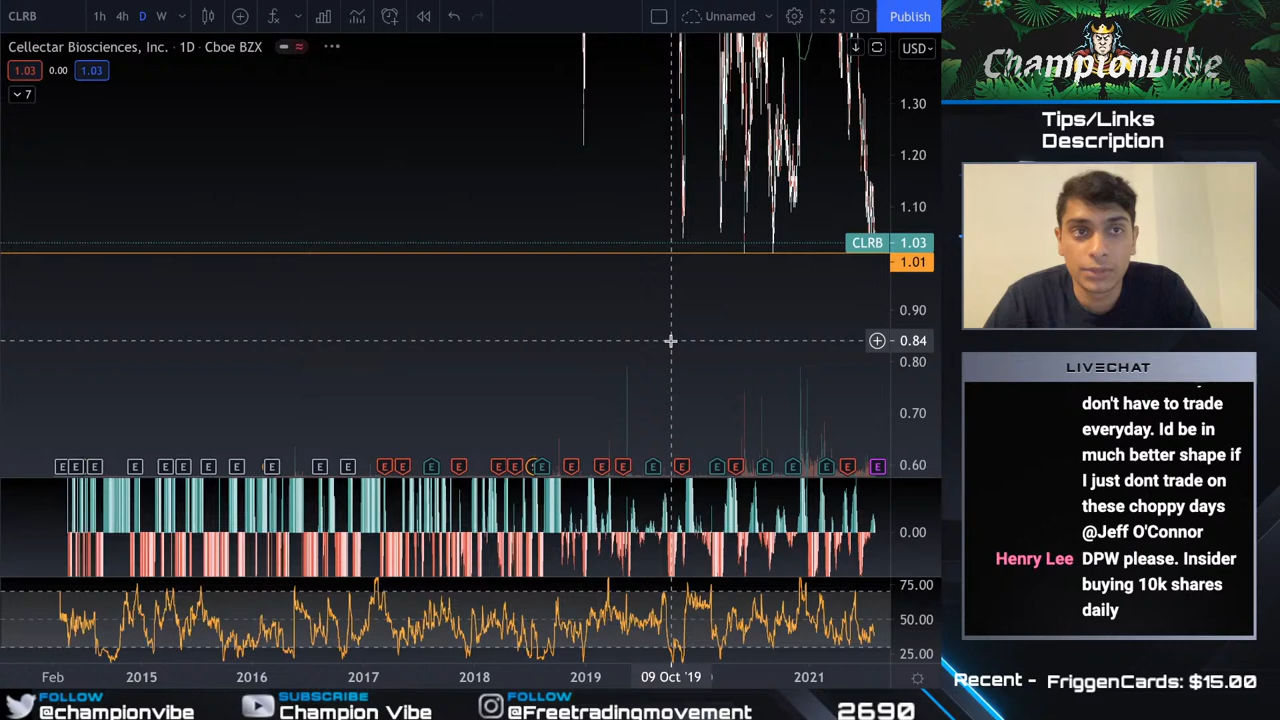 CLRB 1h 4h D W Unnamed Publish
Cellectar Biosciences, Inc. · 1D · Cboe BZX USD
1.03 0.00 1.03
7
1.30
1.20
1.10
CLRB 1.03
1.01
0.90
0.84
0.80
0.70
0.60
E E E E E E E E E E E E E E E E E E E E E E E E E E E E E E E
0.00
75.00
50.00
25.00
Feb 2015 2016 2017 2018 2019 09 Oct '19 2021
ChampionVibe
Tips/Links
Description
LIVECHAT
don't have to trade
everyday. Id be in
much better shape if
I just dont trade on
these choppy days
@Jeff O'Connor
Henry Lee DPW please. Insider
buying 10k shares
daily
Recent - FriggenCards: $15.00
FOLLOW
@championvibe
SUBSCRIBE
Champion Vibe
FOLLOW
@Freetradingmovement
2690